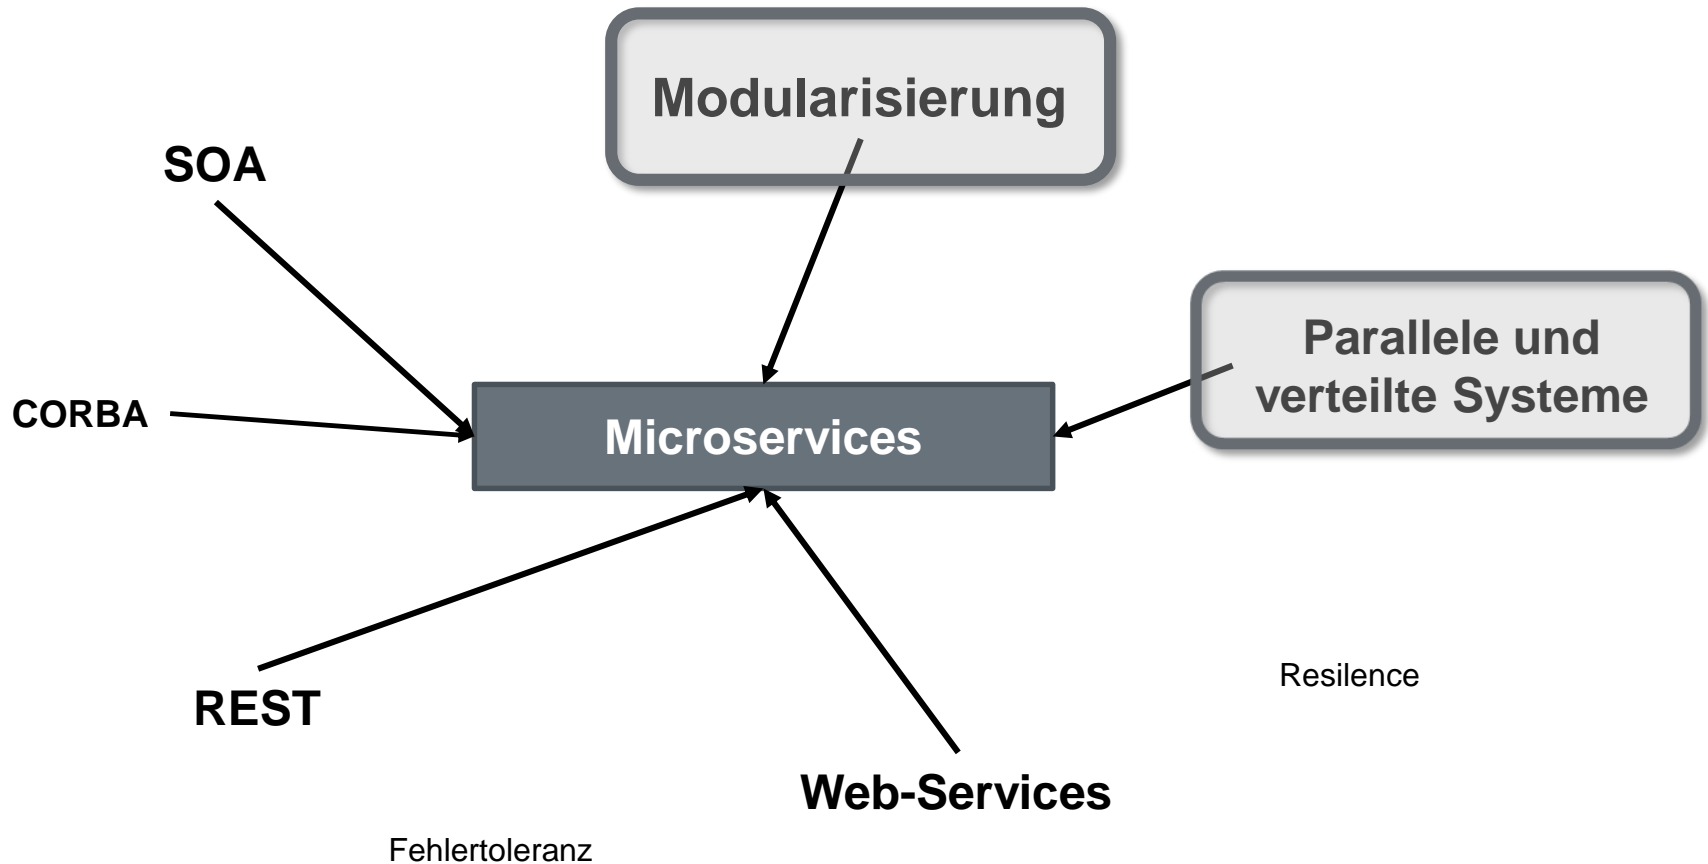 Modularisierung
SOA
Parallele und
verteilte Systeme
CORBA
Microservices
Resilence
REST
Web-Services
Fehlertoleranz